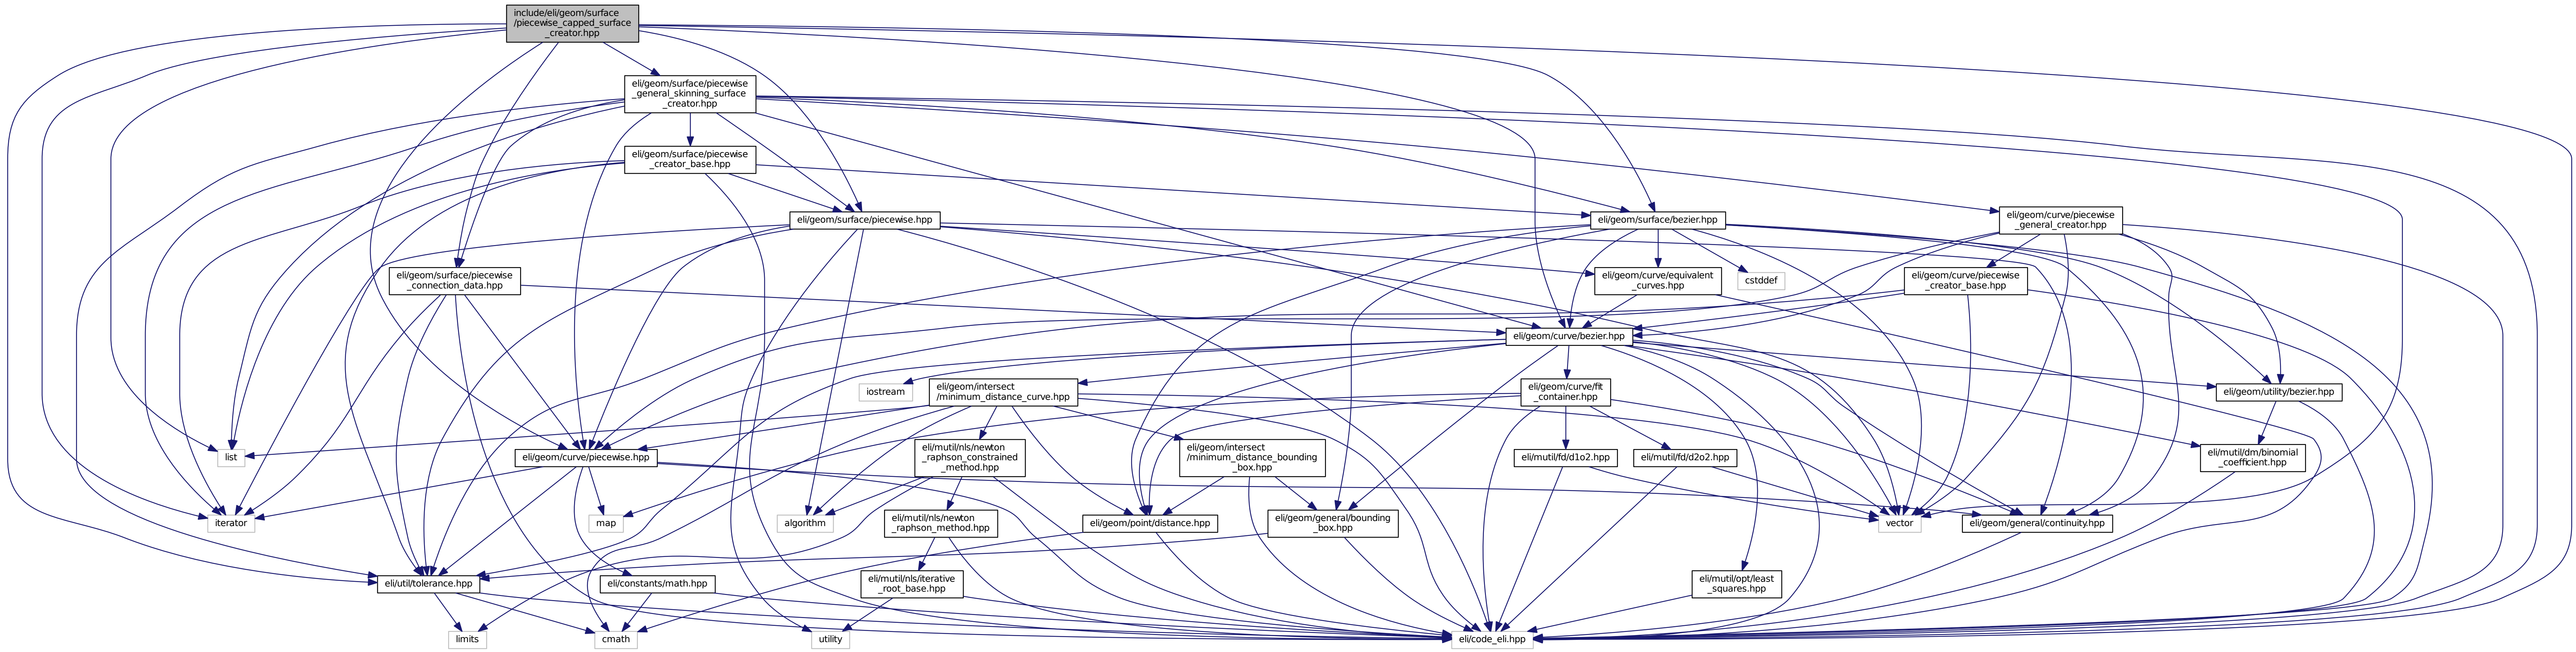 include/eli/geom/surface
/piecewise_capped_surface
_creator.hpp
eli/geom/surface/piecewise
_general_skinning_surface
_creator.hpp
eli/geom/surface/piecewise
_creator_base.hpp
eli/geom/surface/piecewise.hpp
eli/geom/surface/bezier.hpp
eli/geom/curve/piecewise
_general_creator.hpp
eli/geom/surface/piecewise
_connection_data.hpp
eli/geom/curve/equivalent
_curves.hpp
cstddef
eli/geom/curve/piecewise
_creator_base.hpp
eli/geom/curve/bezier.hpp
iostream
eli/geom/intersect
/minimum_distance_curve.hpp
eli/geom/curve/fit
_container.hpp
eli/geom/utility/bezier.hpp
list
eli/geom/curve/piecewise.hpp
eli/mutil/nls/newton
_raphson_constrained
_method.hpp
eli/geom/intersect
/minimum_distance_bounding
_box.hpp
eli/mutil/fd/d1o2.hpp
eli/mutil/fd/d2o2.hpp
eli/mutil/dm/binomial
_coefficient.hpp
iterator
map
algorithm
eli/mutil/nls/newton
_raphson_method.hpp
eli/geom/point/distance.hpp
eli/geom/general/bounding
_box.hpp
vector
eli/geom/general/continuity.hpp
eli/util/tolerance.hpp
eli/constants/math.hpp
eli/mutil/nls/iterative
_root_base.hpp
eli/mutil/opt/least
_squares.hpp
limits
cmath
utility
eli/code_eli.hpp